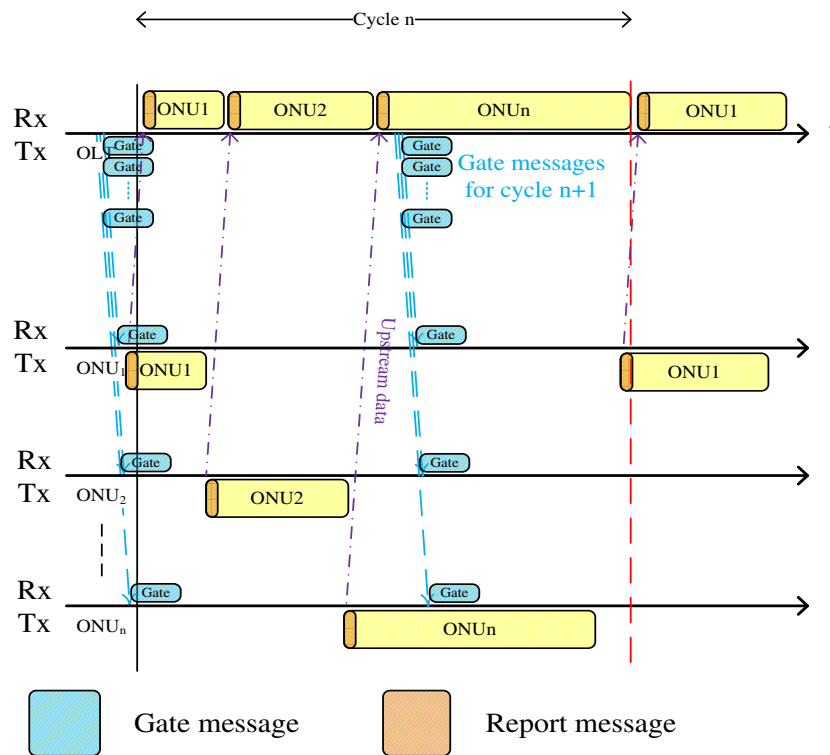 Cycle n
ONU1
ONU2
ONUn
ONU1
Rx
Tx
OLT
Gate
Gate
Gate
Gate
Gate
Gate
Gate messages
for cycle n+1
Rx
Tx
Gate
Gate
ONU₁
ONU1
ONU1
Upstream data
Rx
Tx
Gate
Gate
ONU₂
ONU2
Rx
Tx
Gate
Gate
ONUₙ
ONUn
Gate message
Report message